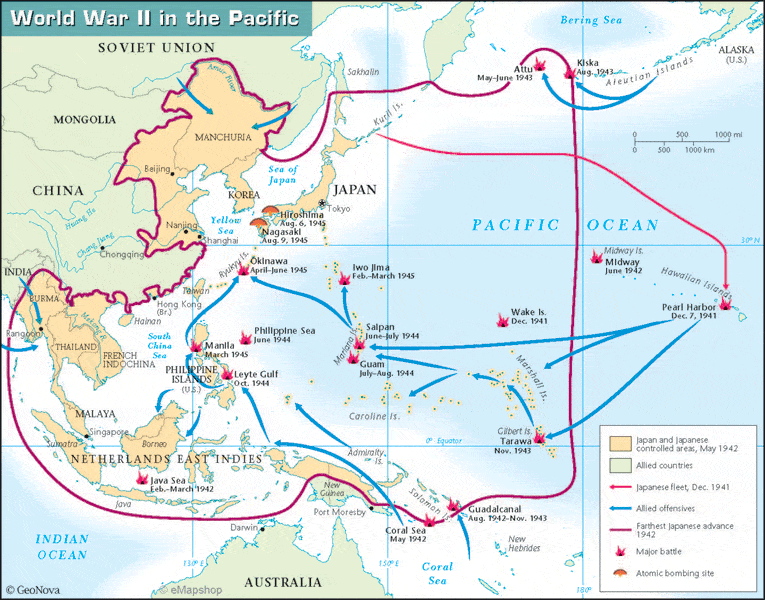 World War II in the Pacific
Bering Sea
SOVIET UNION
ALASKA
(U.S.)
Attu
May–June 1943
Kiska
Aug. 1943
Aleutian Islands
Amur River
Sakhalin
MONGOLIA
MANCHURIA
Kuril Is.
1000 mi
0 500 1000 km
Beijing
Sea of
Japan
CHINA
KOREA
JAPAN
Tokyo
Huang He
Yellow
Sea
Hiroshima
Aug. 6, 1945
Nagasaki
Aug. 9, 1945
PACIFIC OCEAN
Nanjing
Shanghai
Chang Jiang
Chongqing
30°N
Midway Is.
Midway
June 1942
INDIA
Okinawa
April–June 1945
Ryukyu Is.
Iwo Jima
Feb.–March 1945
Hawaiian Islands
BURMA
Taiwan
Hong Kong
(Br.)
Pearl Harbor
Dec. 7, 1941
Hainan
Wake Is.
Dec. 1941
Rangoon
Philippine Sea
June 1944
Saipan
June–July 1944
Mariana Is.
South
China
Sea
Manila
March 1945
THAILAND
FRENCH
INDOCHINA
Guam
July–Aug. 1944
PHILIPPINE
ISLANDS
(U.S.)
Leyte Gulf
Oct. 1944
Marshall Is.
MALAYA
Caroline Is.
Singapore
Gilbert Is.
Tarawa
Nov. 1943
Sumatra
Borneo
0° Equator
NETHERLANDS EAST INDIES
Admiralty
Is.
Java Sea
Feb.–March 1942
New
Guinea
Solomon Is.
Java
Port Moresby
Guadalcanal
Aug. 1942–Nov. 1943
Darwin
Coral Sea
May 1942
INDIAN
OCEAN
New
Hebrides
Coral
Sea
AUSTRALIA
130°E
150°E
180°
Japan and Japanese
controlled areas, May 1942
Allied countries
Japanese fleet, Dec. 1941
Allied offensives
Farthest Japanese advance
1942
Major battle
Atomic bombing site
© GeoNova
© eMapshop